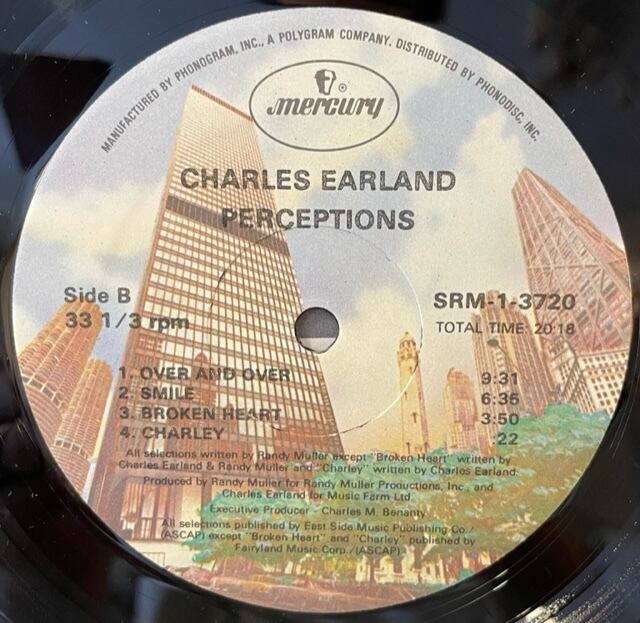 MANUFACTURED BY PHONOGRAM, INC., A POLYGRAM COMPANY. DISTRIBUTED BY PHONODISC, INC.
mercury
CHARLES EARLAND
PERCEPTIONS
Side B
33 1/3 rpm
SRM-1-3720
TOTAL TIME: 20:18
1. OVER AND OVER 9:31
2. SMILE 6:35
3. BROKEN HEART 3:50
4. CHARLEY :22
All selections written by Randy Muller except "Broken Heart" written by
Charles Earland & Randy Muller and "Charley" written by Charles Earland.
Produced by Randy Muller for Randy Muller Productions, Inc., and
Charles Earland for Music Farm Ltd.
Executive Producer Charles M. Benanty
All selections published by East Side Music Publishing Co./
(ASCAP) except "Broken Heart" and "Charley" published by
Fairyland Music Corp./(ASCAP)